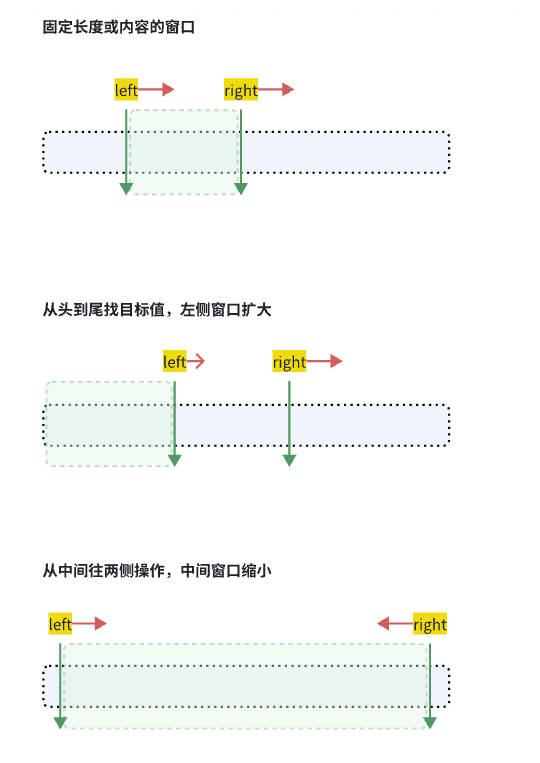 固定长度或内容的窗口
left right
从头到尾找目标值，左侧窗口扩大
left right
从中间往两侧操作，中间窗口缩小
left right